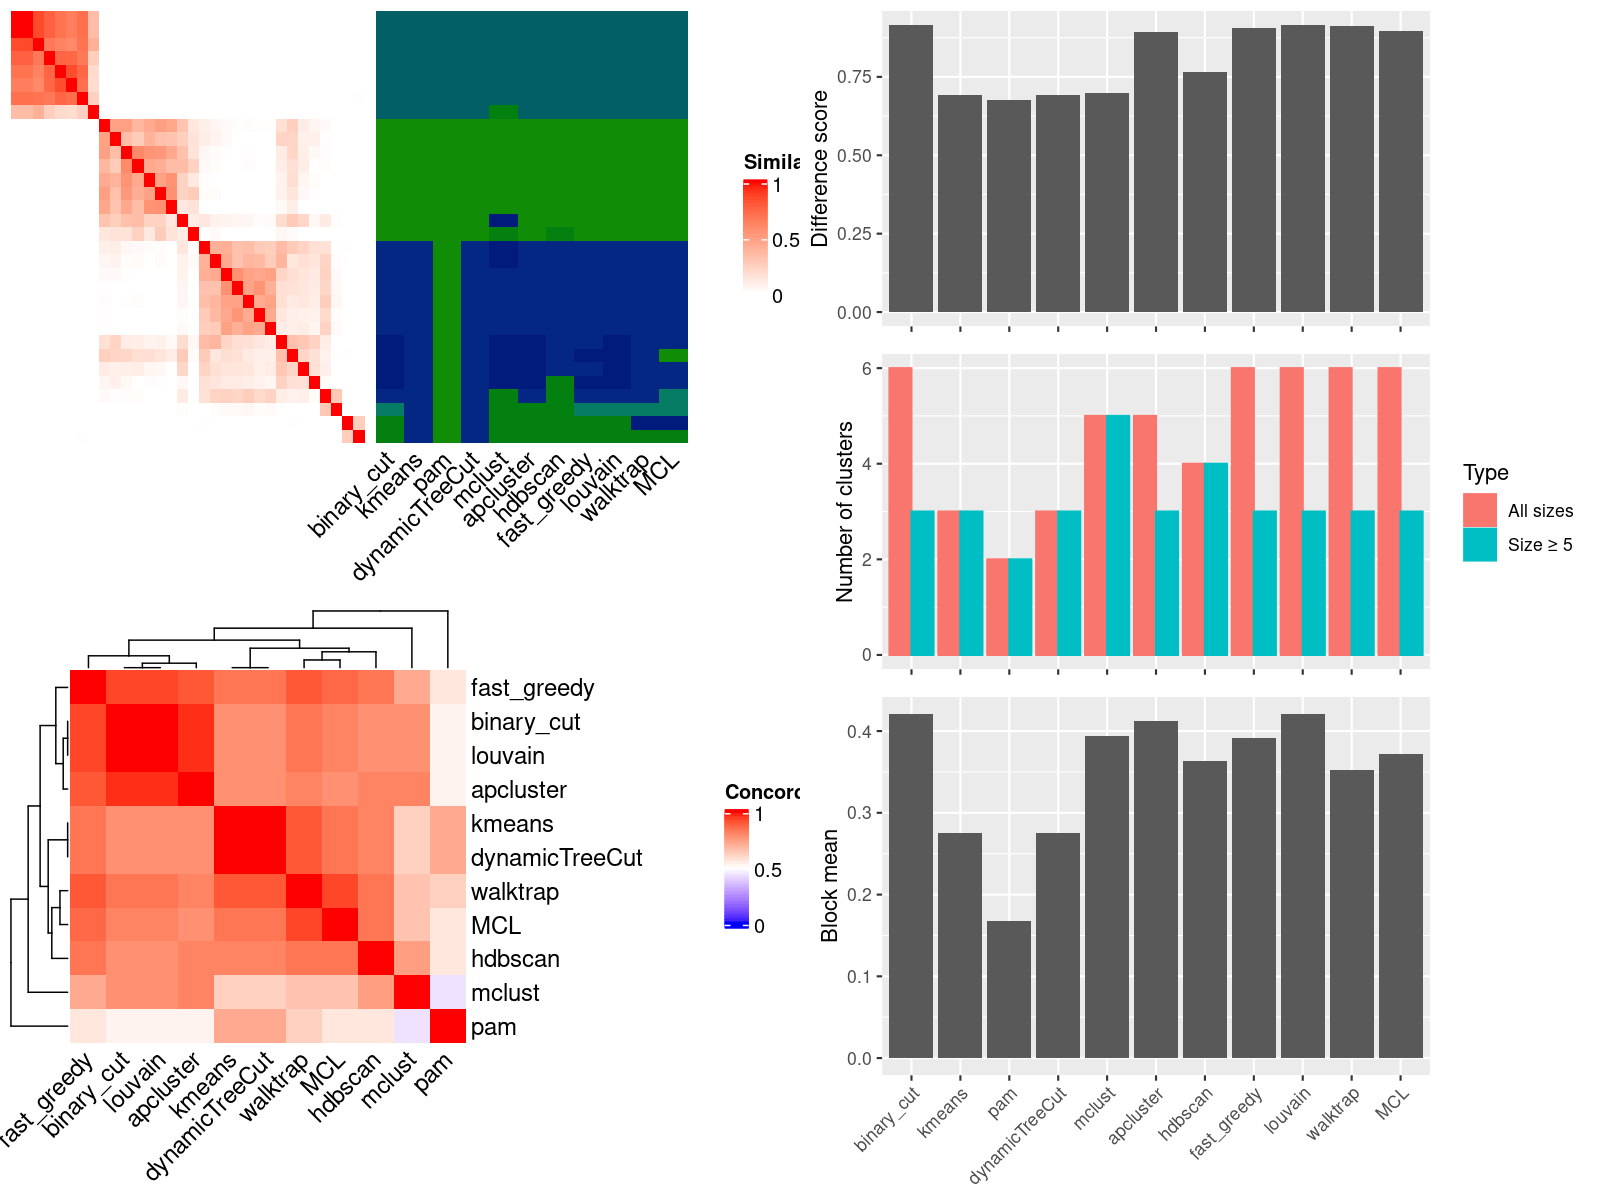 Simila
1
0.5
0
binary_cut
kmeans
pam
dynamicTreeCut
mclust
apcluster
hdbscan
fast_greedy
louvain
walktrap
MCL
Difference score
0.75
0.50
0.25
0.00
Number of clusters
6
4
2
0
Type
All sizes
Size ≥ 5
fast_greedy
binary_cut
louvain
apcluster
kmeans
dynamicTreeCut
walktrap
MCL
hdbscan
mclust
pam
fast_greedy
binary_cut
louvain
apcluster
kmeans
dynamicTreeCut
walktrap
MCL
hdbscan
mclust
pam
Concord
1
0.5
0
Block mean
0.4
0.3
0.2
0.1
0.0
binary_cut
kmeans
pam
dynamicTreeCut
mclust
apcluster
hdbscan
fast_greedy
louvain
walktrap
MCL